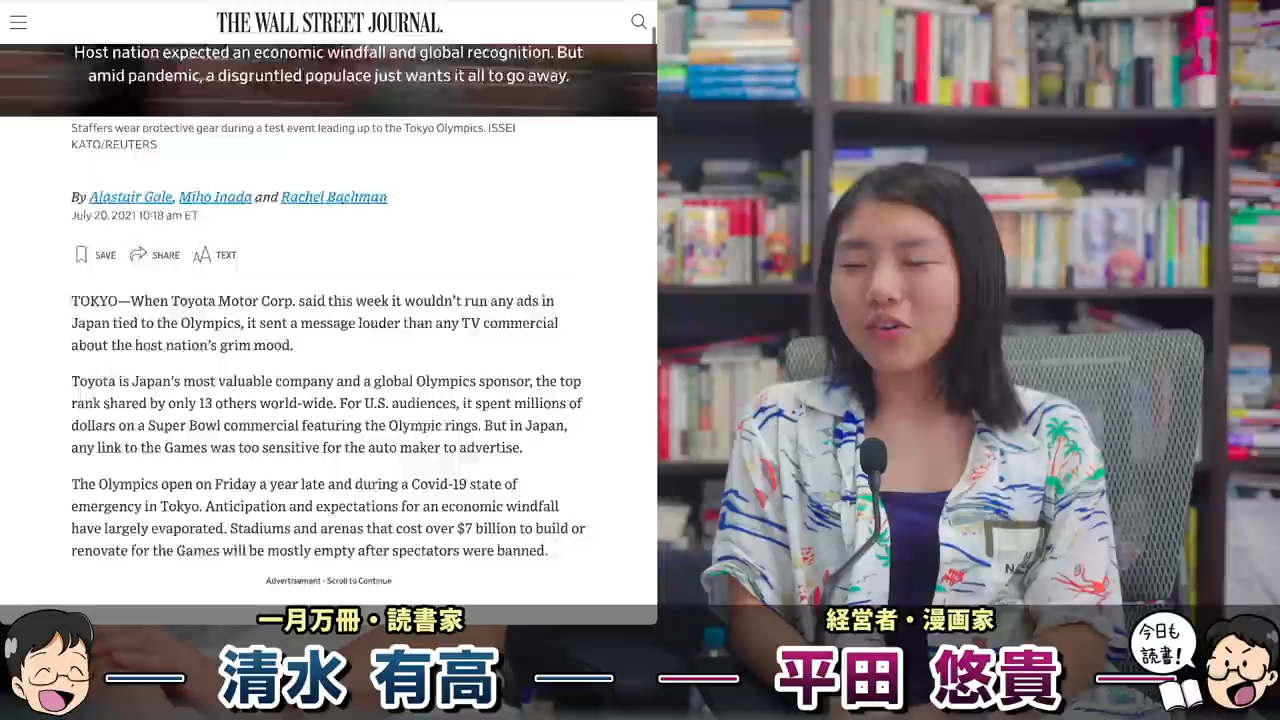 THE WALL STREET JOURNAL.
Host nation expected an economic windfall and global recognition. But
amid pandemic, a disgruntled populace just wants it all to go away.
Staffers wear protective gear during a test event leading up to the Tokyo Olympics. ISSEI
KATO/REUTERS
By Alastair Gale, Miho Inada and Rachel Bachman
July 20, 2021 10:18 am ET
SAVE SHARE TEXT
TOKYO—When Toyota Motor Corp. said this week it wouldn't run any ads in
Japan tied to the Olympics, it sent a message louder than any TV commercial
about the host nation's grim mood.
Toyota is Japan's most valuable company and a global Olympics sponsor, the top
rank shared by only 13 others world-wide. For U.S. audiences, it spent millions of
dollars on a Super Bowl commercial featuring the Olympic rings. But in Japan,
any link to the Games was too sensitive for the auto maker to advertise.
The Olympics open on Friday a year late and during a Covid-19 state of
emergency in Tokyo. Anticipation and expectations for an economic windfall
have largely evaporated. Stadiums and arenas that cost over $7 billion to build or
renovate for the Games will be mostly empty after spectators were banned.
Advertisement - Scroll to Continue
一月万冊・読書家
清水 有高
経営者・漫画家
平田 悠貴
今日も
読書!